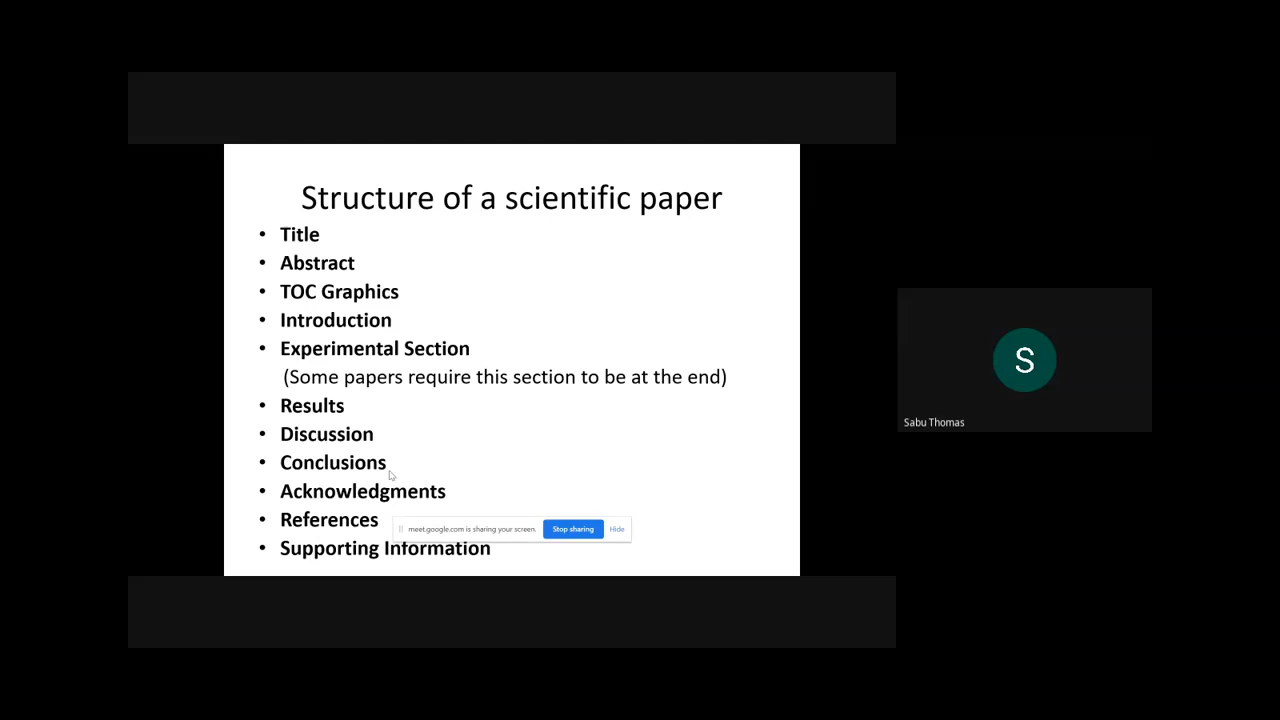 Structure of a scientific paper
• Title
• Abstract
• TOC Graphics
• Introduction
• Experimental Section
(Some papers require this section to be at the end)
• Results
• Discussion
• Conclusions
• Acknowledgments
• References
meet.google.com is sharing your screen. Stop sharing Hide
• Supporting Information
S
Sabu Thomas